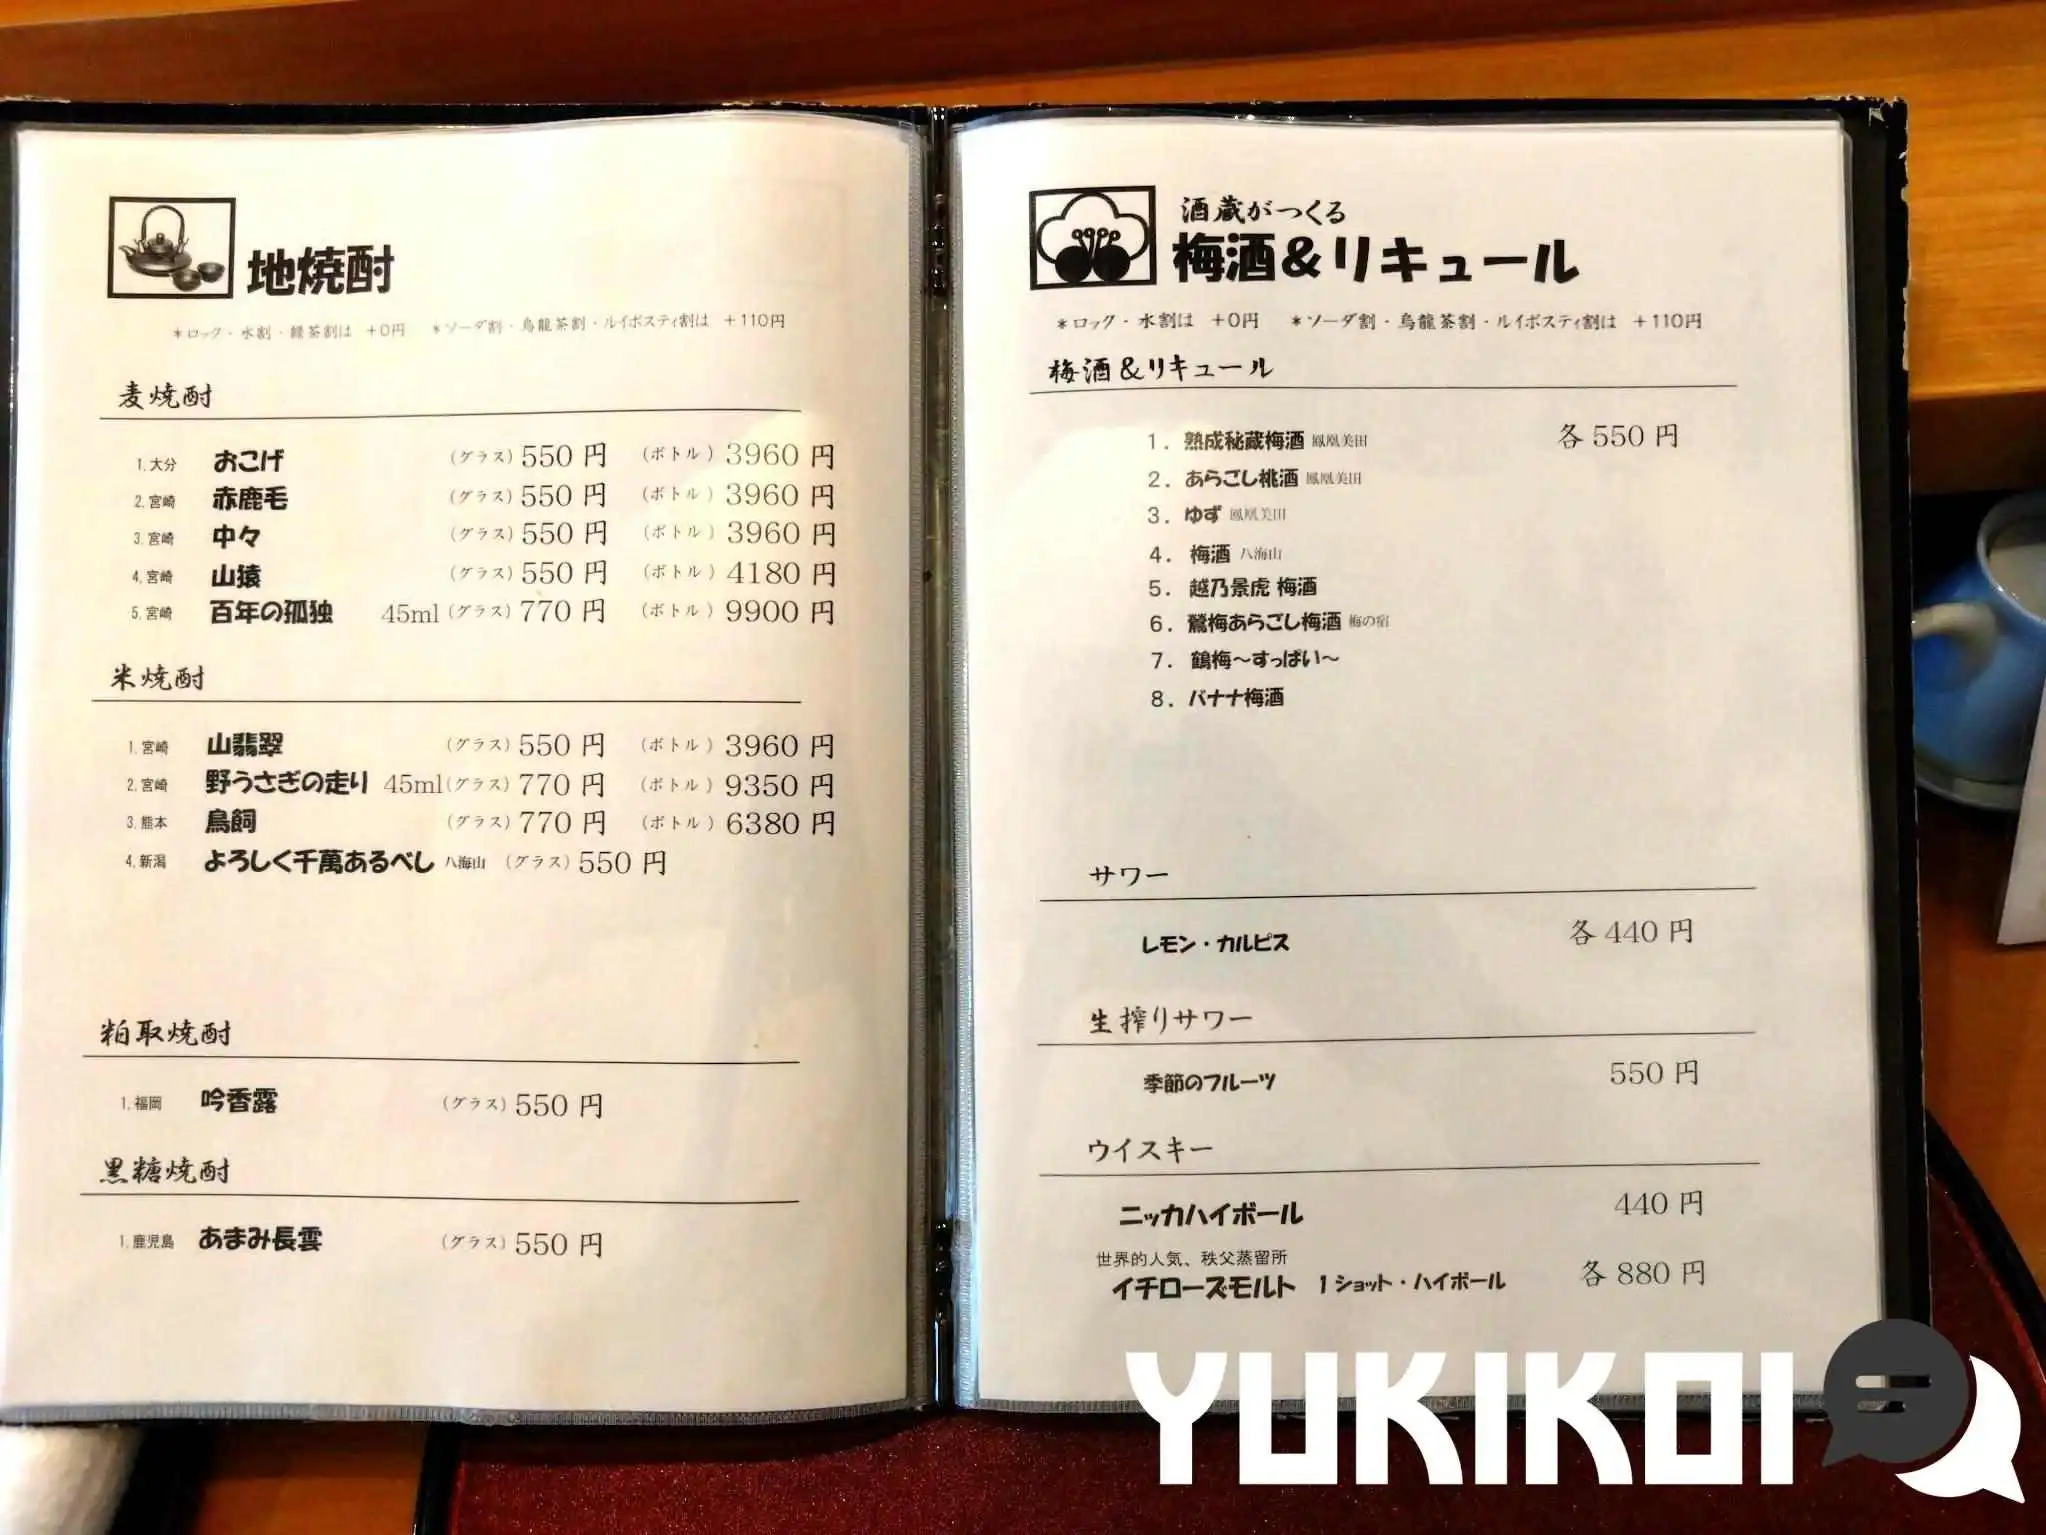 地焼酎
*ロック・水割・緑茶割は +0円 *ソーダ割・烏龍茶割・ルイボスティ割は +110円
麦焼酎
1.大分 おこげ (グラス) 550 円 (ボトル) 3960 円
2.宮崎 赤鹿毛 (グラス) 550 円 (ボトル) 3960 円
3.宮崎 中々 (グラス) 550 円 (ボトル) 3960 円
4.宮崎 山猿 (グラス) 550 円 (ボトル) 4180 円
5.宮崎 百年の孤独 45ml (グラス) 770 円 (ボトル) 9900 円
米焼酎
1.宮崎 山翡翠 (グラス) 550 円 (ボトル) 3960 円
2.宮崎 野うさぎの走り 45ml (グラス) 770 円 (ボトル) 9350 円
3.熊本 鳥飼 (グラス) 770 円 (ボトル) 6380 円
4.新潟 よろしく千萬あるべし 八海山 (グラス) 550 円
粕取焼酎
1.福岡 吟香露 (グラス) 550 円
黒糖焼酎
1.鹿児島 あまみ長雲 (グラス) 550 円
酒蔵がつくる
梅酒&リキュール
*ロック・水割は +0円 *ソーダ割・烏龍茶割・ルイボスティ割は +110円
梅酒&リキュール
1. 熟成秘蔵梅酒 鳳凰美田 各 550 円
2. あらごし桃酒 鳳凰美田
3. ゆず 鳳凰美田
4. 梅酒 八海山
5. 越乃景虎 梅酒
6. 鶯梅あらごし梅酒 梅の宿
7. 鶴梅～すっぱい～
8. バナナ梅酒
サワー
レモン・カルピス 各 440 円
生搾りサワー
季節のフルーツ 550 円
ウイスキー
ニッカハイボール 440 円
世界的人気、秩父蒸留所
イチローズモルト 1ショット・ハイボール 各 880 円
YUKIKOI